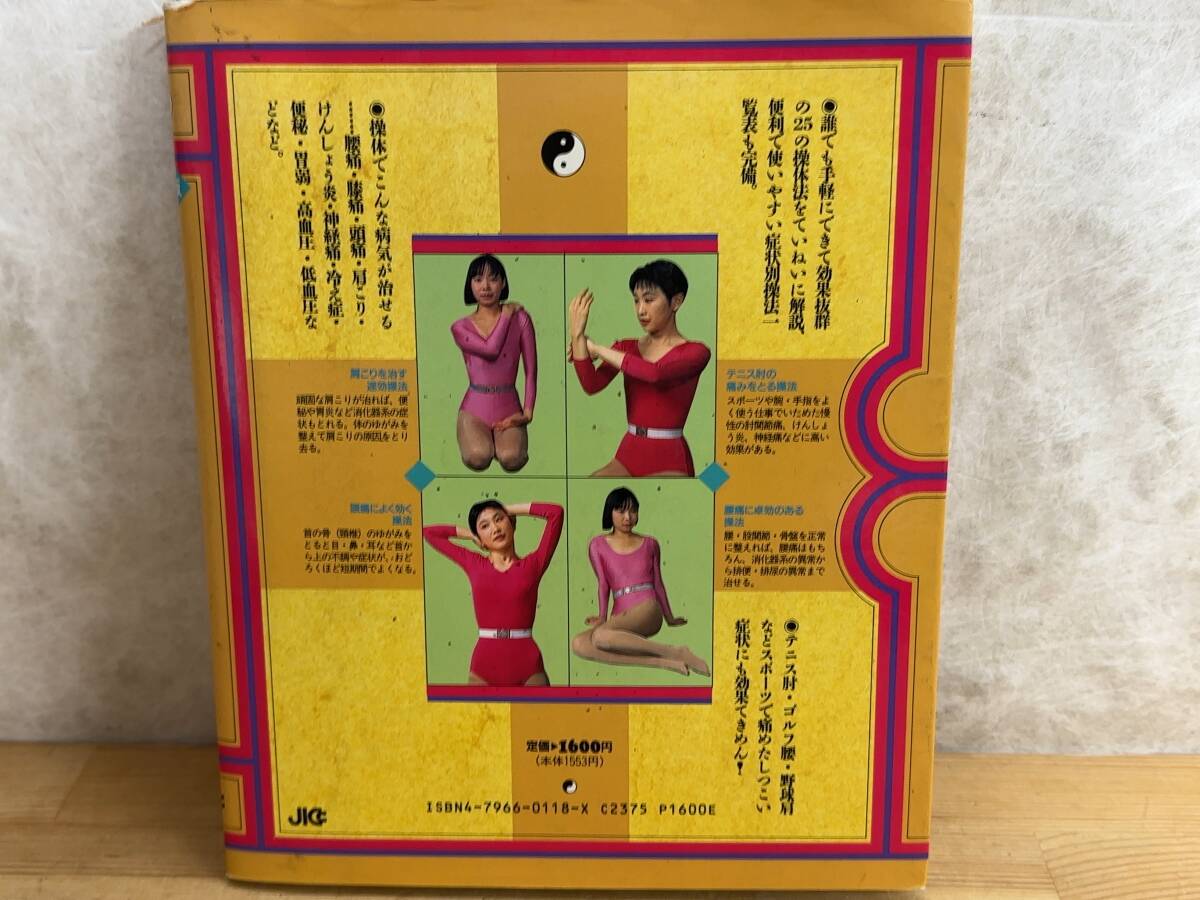 ◉誰でも手軽にできて効果抜群
の25の操体法をていねいに解説、
便利で使いやすい症状別操法一
覧表も完備。
◉操体でこんな病気が治せる
……腰痛・膝痛・頭痛・肩こり・
けんしょう炎・神経痛・冷え症・
便秘・胃弱・高血圧・低血圧な
どなど。
肩こりを治す
速効操法
頑固な肩こりが治れば、便
秘や胃炎など消化器系の症
状もとれる。体のゆがみを
整えて肩こりの原因をとり
去る。
テニス肘の
痛みをとる操法
スポーツや腕・手指をよ
く使う仕事でいためた慢
性の肘関節痛、けんしょ
う炎、神経痛などに高い
効果がある。
頭痛によく効く
操法
首の骨（頸椎）のゆがみを
とると目・鼻・耳など首か
ら上の不調や症状が、おど
ろくほど短期間でよくなる。
腰痛に卓効のある
操法
腰・股関節・骨盤を正常
に整えれば、腰痛はもち
ろん、消化器系の異常か
ら排便・排尿の異常まで
治せる。
◉テニス肘・ゴルフ腰・野球肩
などスポーツで痛めたしつこい
症状にも効果てきめん！
定価▶1600円
（本体1553円）
ISBN4-7966-0118-X C2375 P1600E
JICC